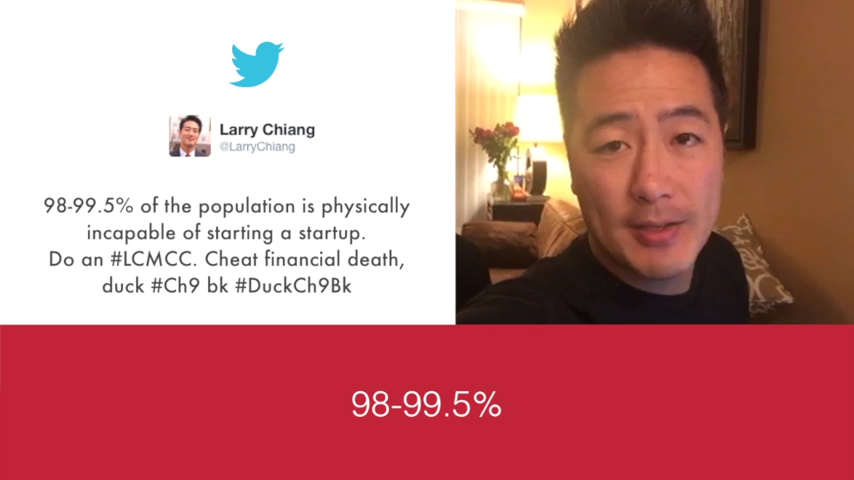 Larry Chiang
@LarryChiang
98-99.5% of the population is physically
incapable of starting a startup.
Do an #LCMCC. Cheat financial death,
duck #Ch9 bk #DuckCh9Bk
98-99.5%